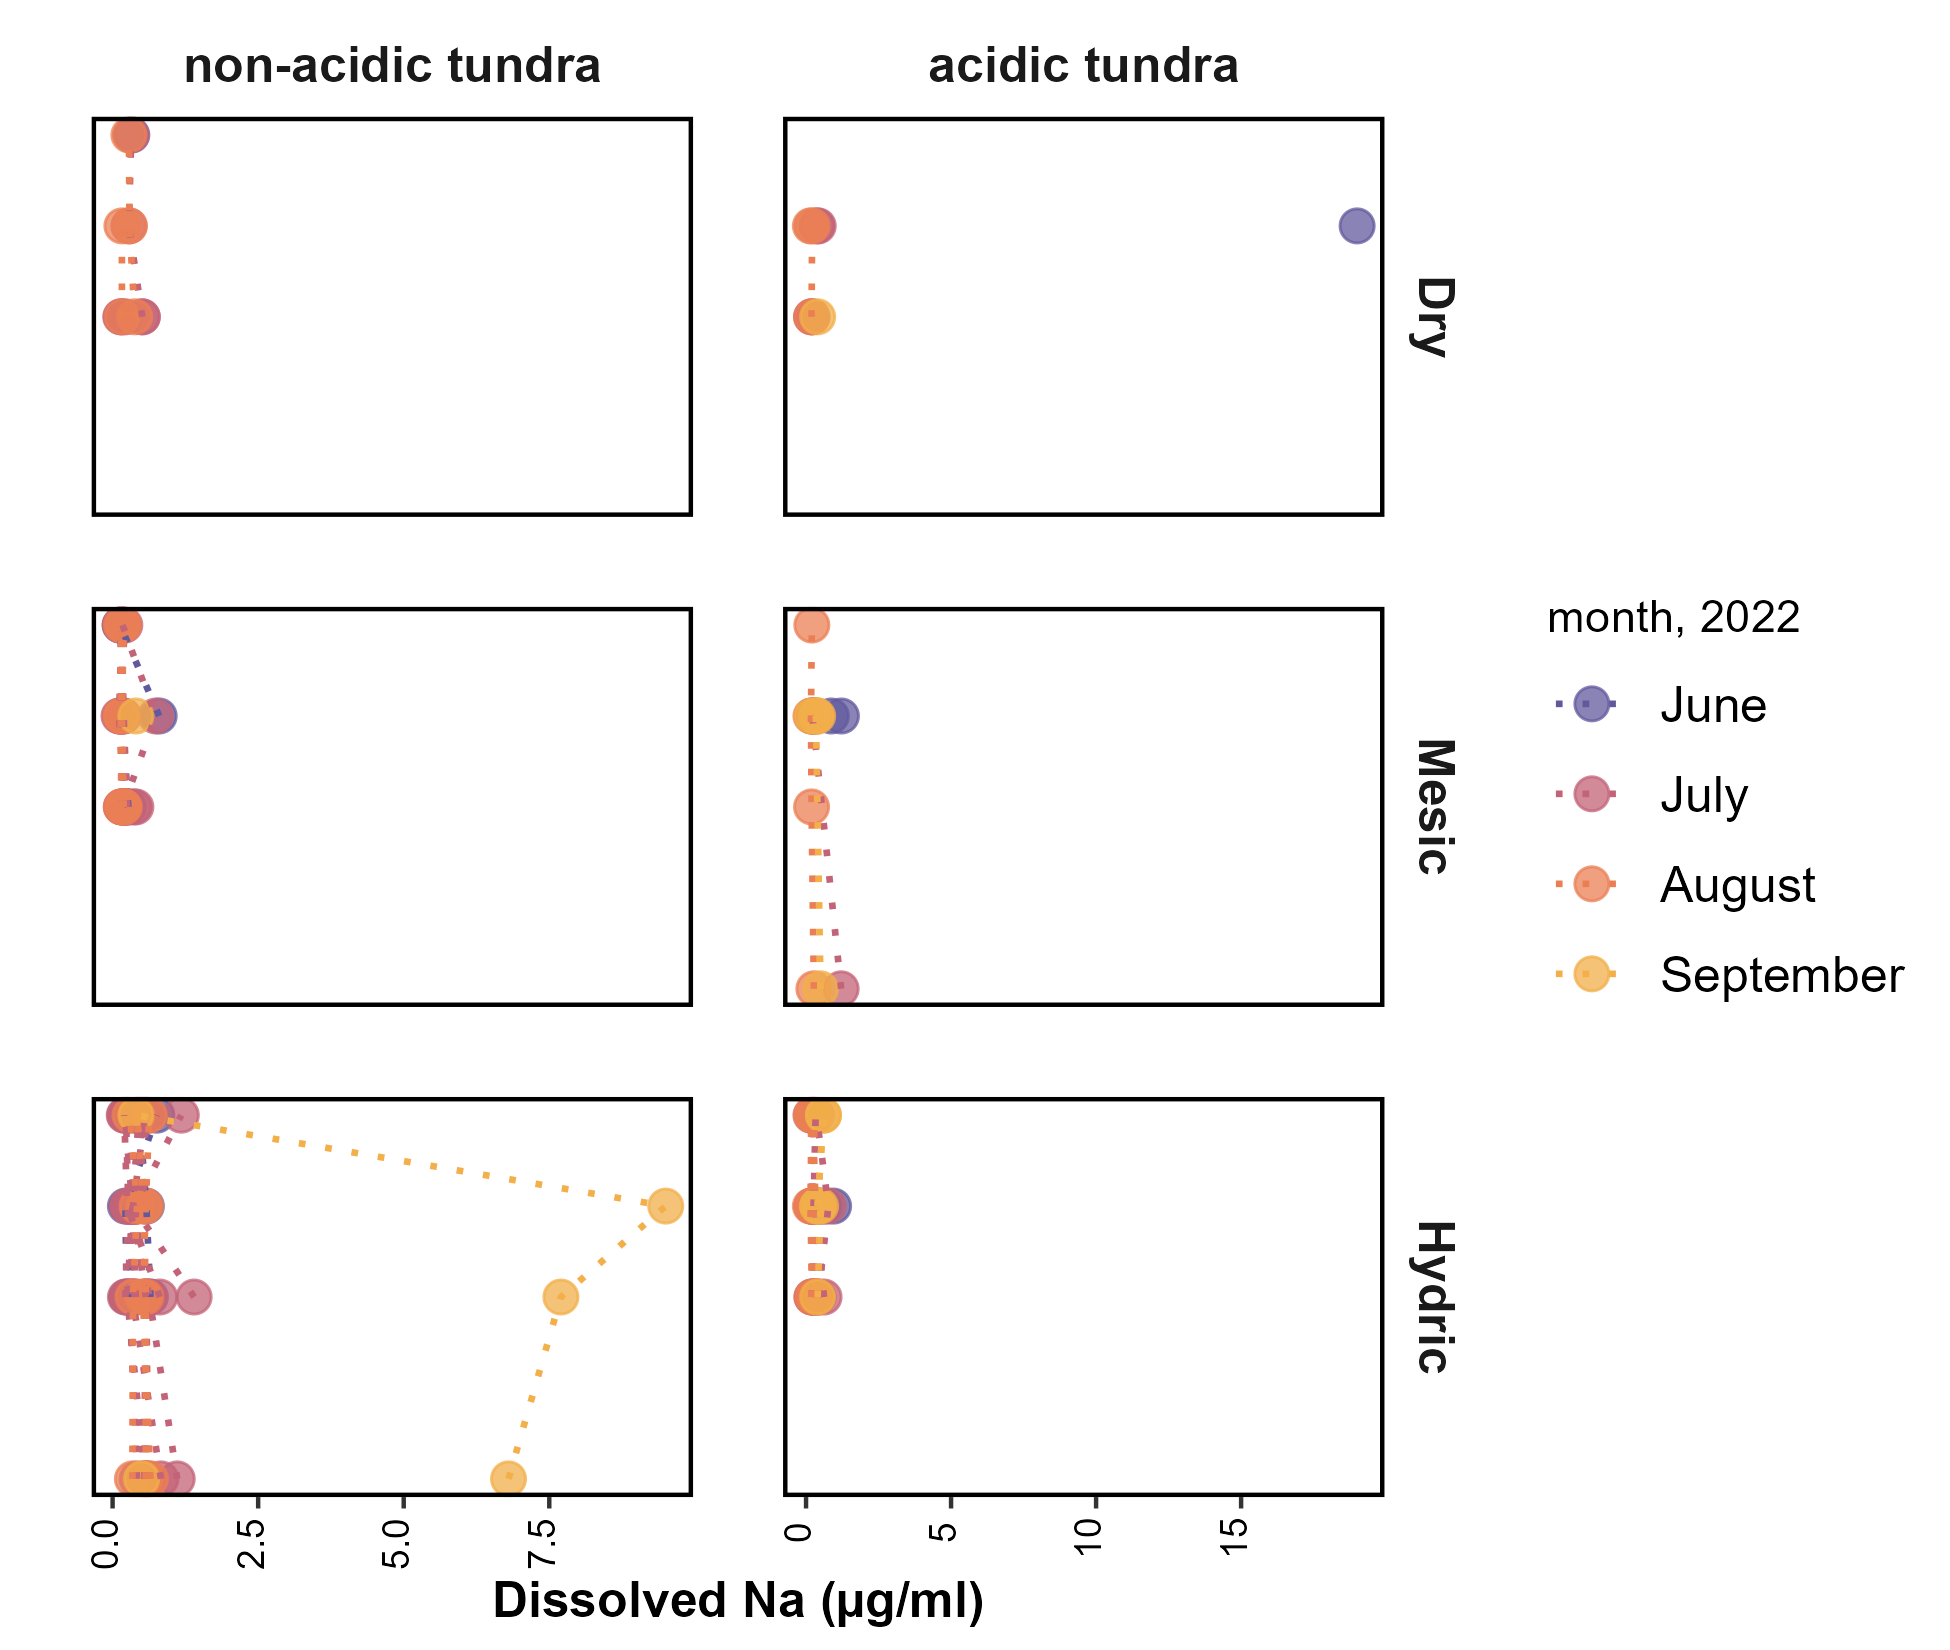 non-acidic tundra
acidic tundra
Dry
Mesic
Hydric
month, 2022
June
July
August
September
0.0
2.5
5.0
7.5
0
5
10
15
Dissolved Na (µg/ml)